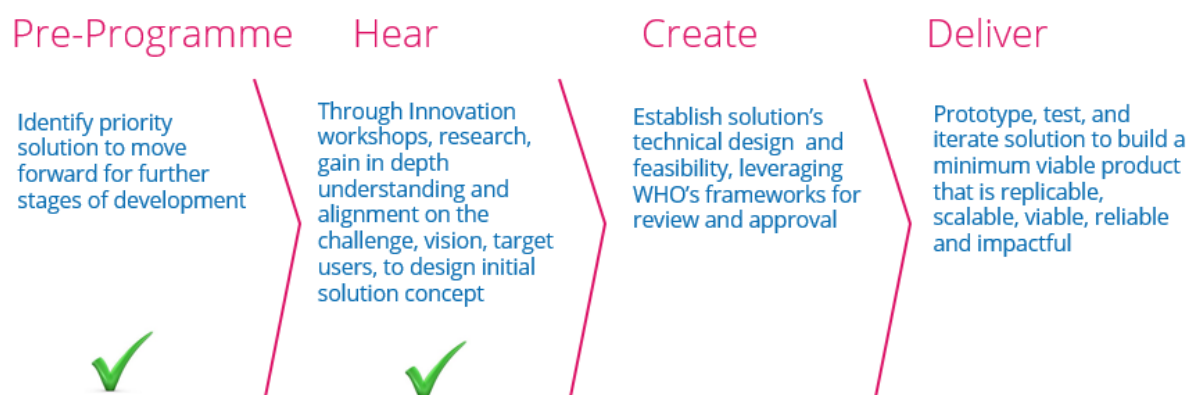 Pre-Programme
Identify priority
solution to move
forward for further
stages of development
Hear
Through Innovation
workshops, research,
gain in depth
understanding and
alignment on the
challenge, vision, target
users, to design initial
solution concept
Create
Establish solution's
technical design and
feasibility, leveraging
WHO's frameworks for
review and approval
Deliver
Prototype, test, and
iterate solution to build a
minimum viable product
that is replicable,
scalable, viable, reliable
and impactful